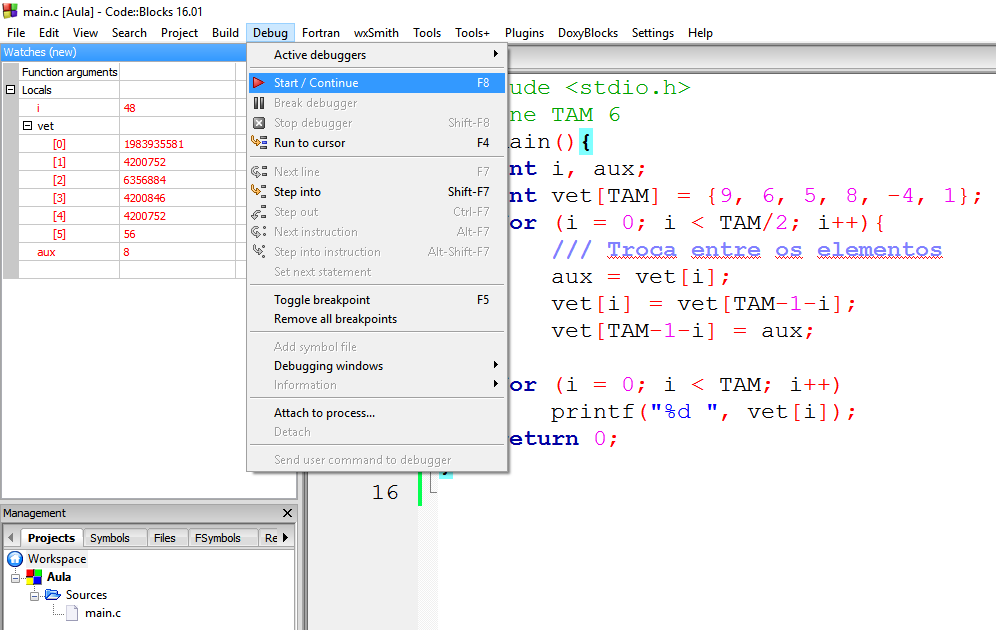 main.c [Aula] - Code::Blocks 16.01
File Edit View Search Project Build Debug Fortran wxSmith Tools Tools+ Plugins DoxyBlocks Settings Help
Watches (new)
Function arguments
Locals
i 48
vet
[0] 1983935581
[1] 4200752
[2] 6356884
[3] 4200846
[4] 4200752
[5] 56
aux 8
Active debuggers
Start / Continue F8
Break debugger
Stop debugger Shift-F8
Run to cursor F4
Next line F7
Step into Shift-F7
Step out Ctrl-F7
Next instruction Alt-F7
Step into instruction Alt-Shift-F7
Set next statement
Toggle breakpoint F5
Remove all breakpoints
Add symbol file
Debugging windows
Information
Attach to process...
Detach
Send user command to debugger
ude <stdio.h>
ne TAM 6
ain(){
nt i, aux;
nt vet[TAM] = {9, 6, 5, 8, -4, 1};
or (i = 0; i < TAM/2; i++){
/// Troca entre os elementos
aux = vet[i];
vet[i] = vet[TAM-1-i];
vet[TAM-1-i] = aux;
or (i = 0; i < TAM; i++)
printf("%d ", vet[i]);
eturn 0;
16
Management
Projects Symbols Files FSymbols Re
Workspace
Aula
Sources
main.c